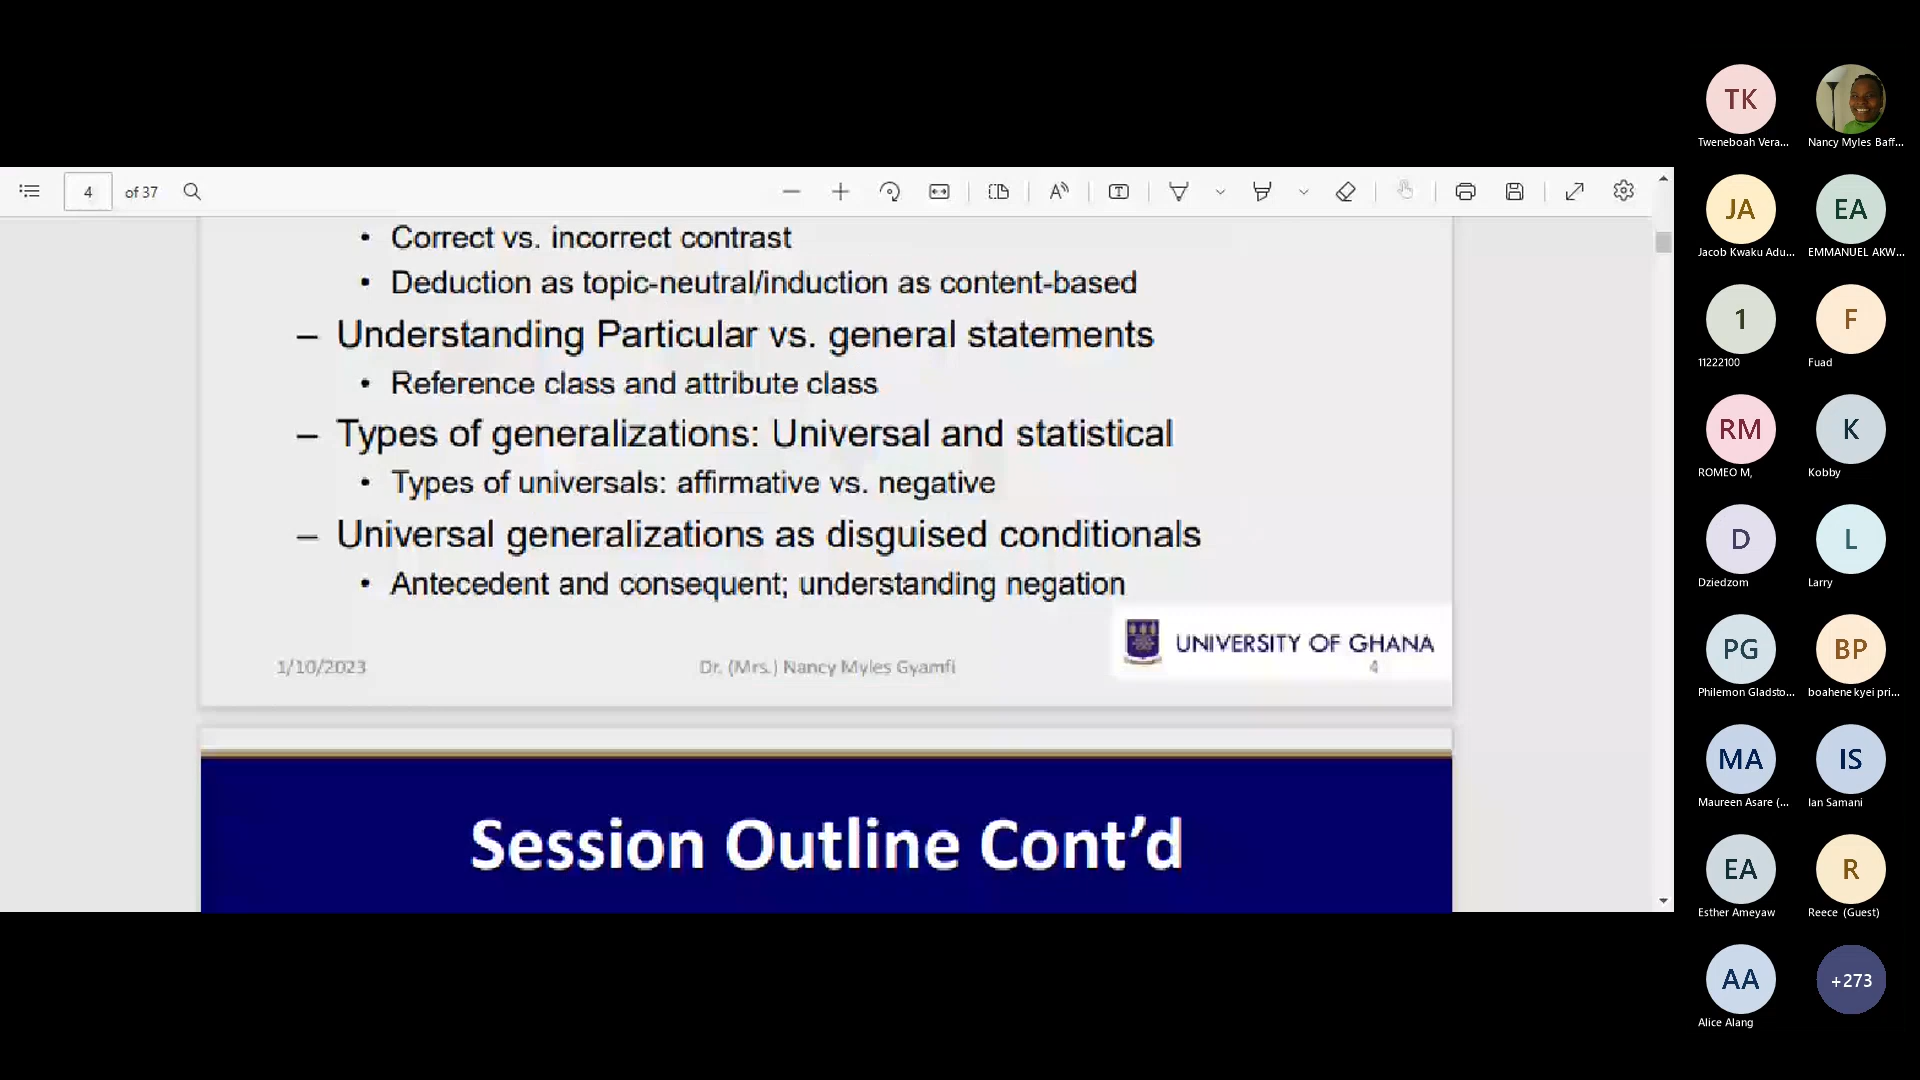 4 of 37
• Correct vs. incorrect contrast
• Deduction as topic-neutral/induction as content-based
– Understanding Particular vs. general statements
• Reference class and attribute class
– Types of generalizations: Universal and statistical
• Types of universals: affirmative vs. negative
– Universal generalizations as disguised conditionals
• Antecedent and consequent; understanding negation
UNIVERSITY OF GHANA
1/10/2023 Dr. (Mrs.) Nancy Myles Gyamfi 4
Session Outline Cont'd
TK
Tweneboah Vera...
Nancy Myles Baff...
JA EA
Jacob Kwaku Adu... EMMANUEL AKW...
1 F
11222100 Fuad
RM K
ROMEO M, Kobby
D L
Dziedzom Larry
PG BP
Philemon Gladsto... boahene kyei pri...
MA IS
Maureen Asare (... Ian Samani
EA R
Esther Ameyaw Reece (Guest)
AA +273
Alice Alang